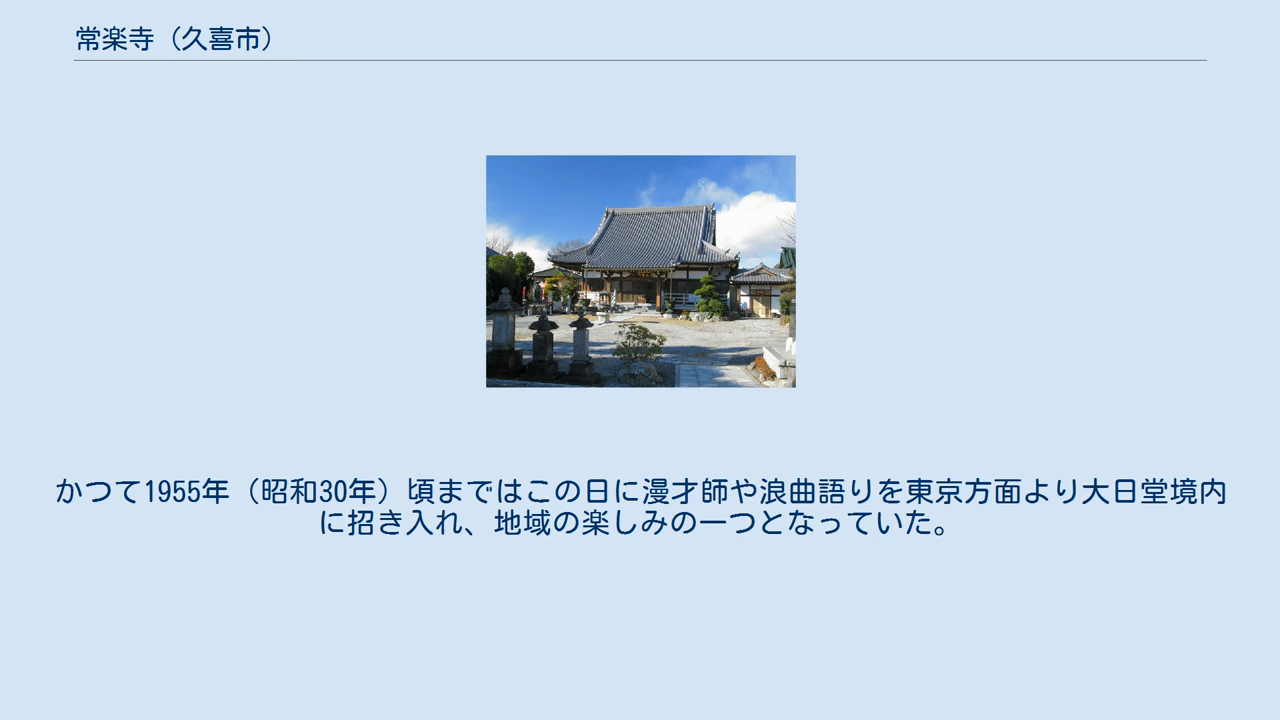 常楽寺（久喜市）
かつて1955年（昭和30年）頃まではこの日に漫才師や浪曲語りを東京方面より大日堂境内
に招き入れ、地域の楽しみの一つとなっていた。